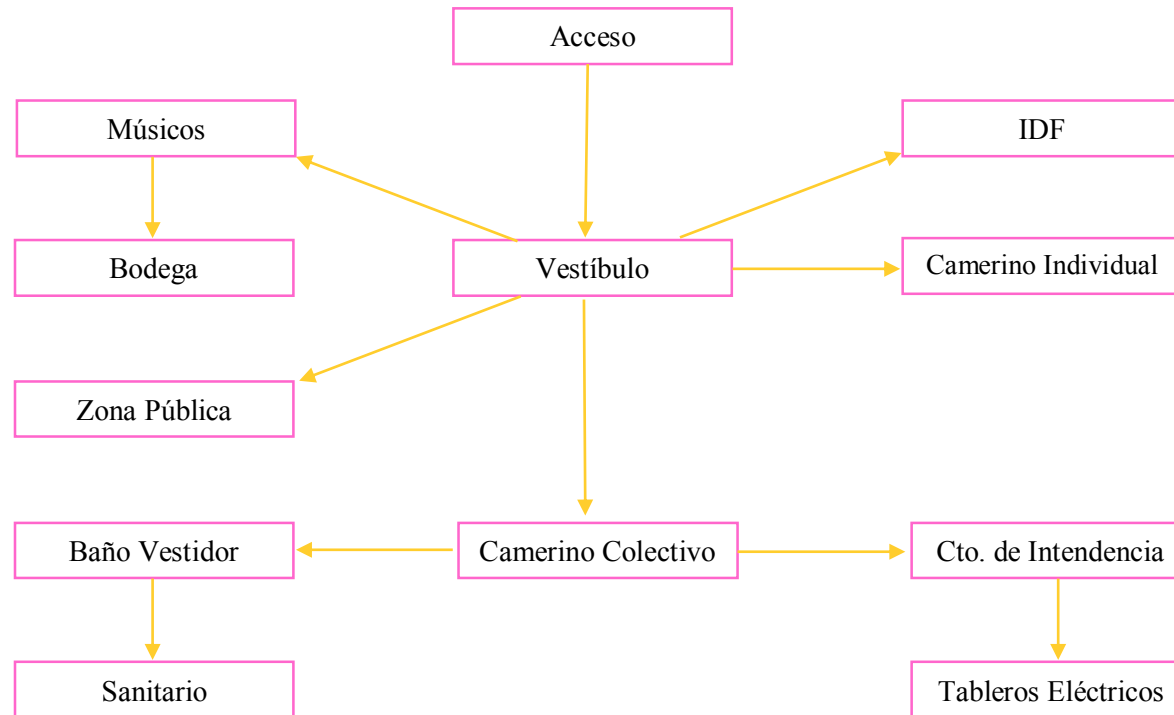 Acceso
Músicos
IDF
Bodega
Vestíbulo
Camerino Individual
Zona Pública
Baño Vestidor
Camerino Colectivo
Cto. de Intendencia
Sanitario
Tableros Eléctricos